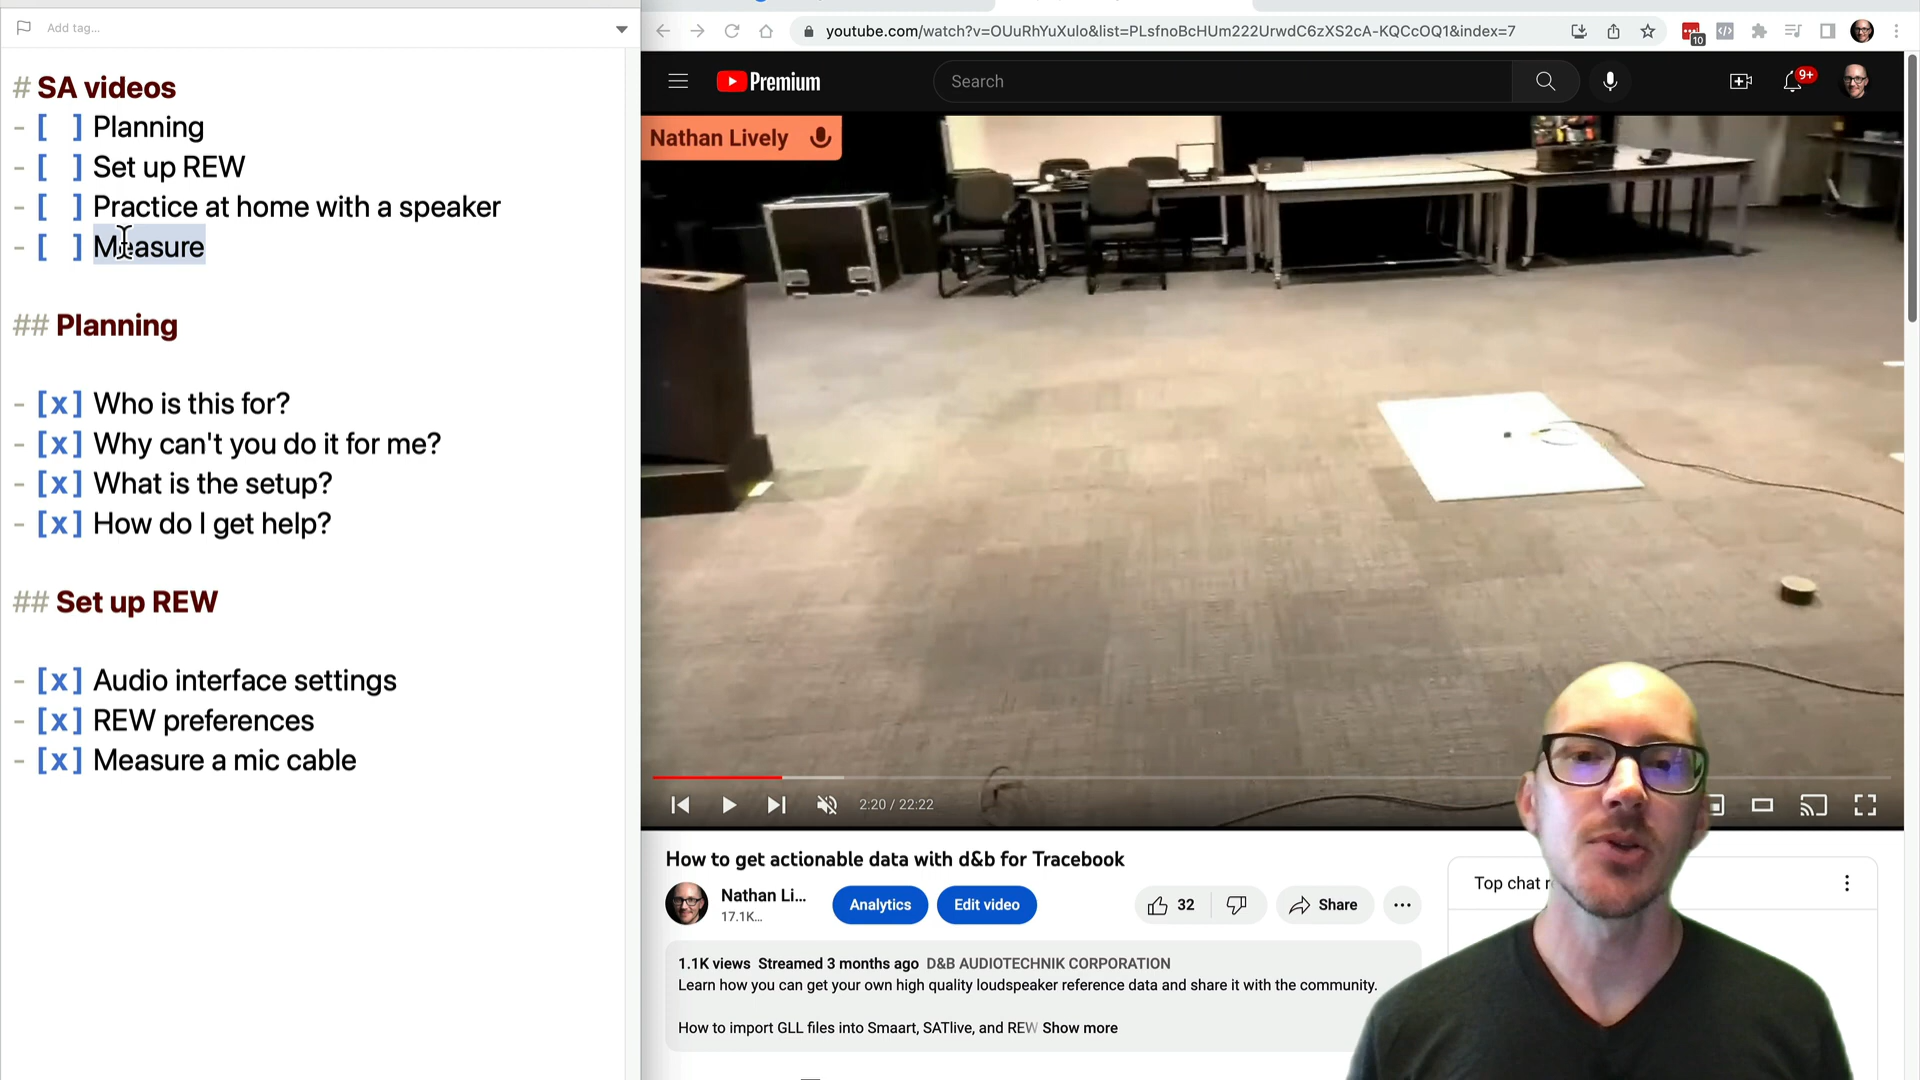 Add tag...
# SA videos
- [ ] Planning
- [ ] Set up REW
- [ ] Practice at home with a speaker
- [ ] Measure
## Planning
- [x] Who is this for?
- [x] Why can't you do it for me?
- [x] What is the setup?
- [x] How do I get help?
## Set up REW
- [x] Audio interface settings
- [x] REW preferences
- [x] Measure a mic cable
youtube.com/watch?v=OUuRhYuXulo&list=PLsfnoBcHUm222UrwdC6zXS2cA-KQCcOQ1&index=7
10
Premium
Search
9+
Nathan Lively
2:20 / 22:22
How to get actionable data with d&b for Tracebook
Nathan Li...
17.1K...
Analytics
Edit video
32
Share
Top chat
1.1K views Streamed 3 months ago D&B AUDIOTECHNIK CORPORATION
Learn how you can get your own high quality loudspeaker reference data and share it with the community.
How to import GLL files into Smaart, SATlive, and REW Show more